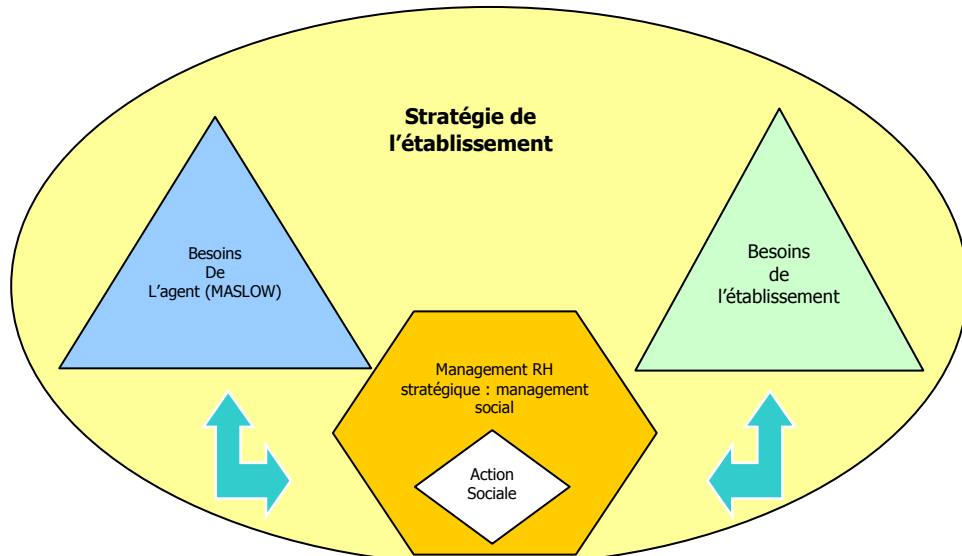 Stratégie de
l'établissement
Besoins
De
L'agent (MASLOW)
Besoins
de
l'établissement
Management RH
stratégique : management
social
Action
Sociale